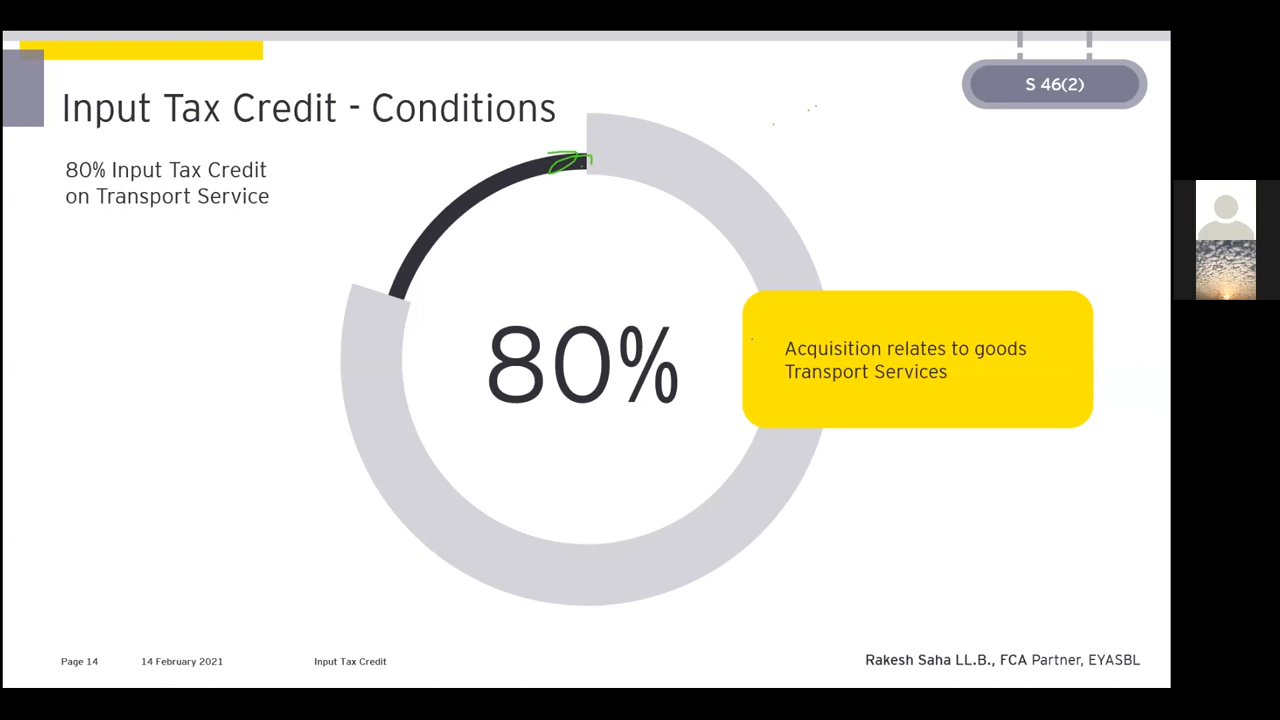 S 46(2)
Input Tax Credit - Conditions
80% Input Tax Credit
on Transport Service
80%
Acquisition relates to goods
Transport Services
Page 14
14 February 2021
Input Tax Credit
Rakesh Saha LL.B., FCA Partner, EYASBL